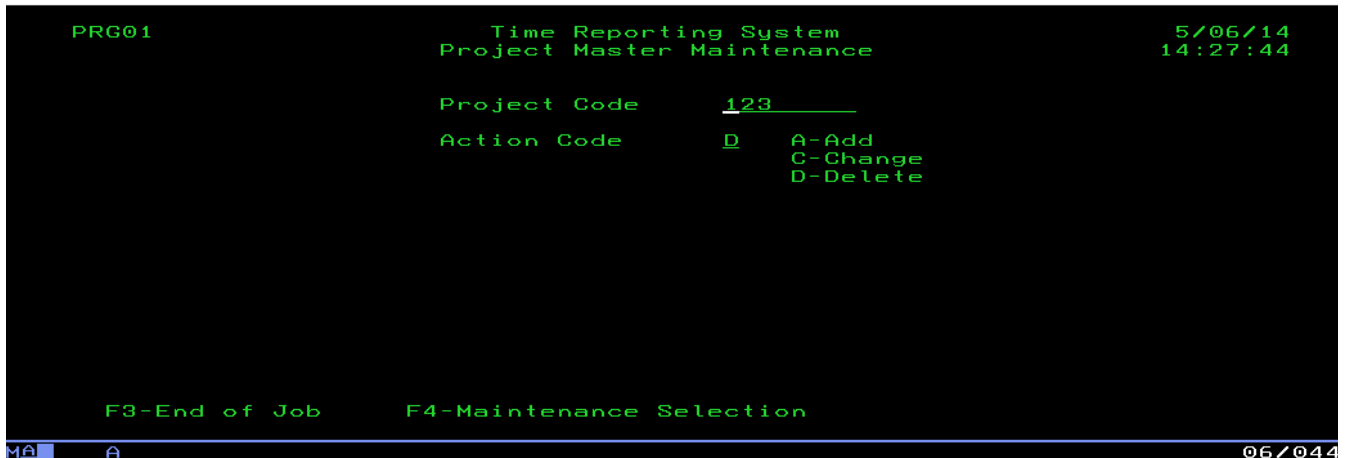 PRG01 Time Reporting System 5/06/14
Project Master Maintenance 14:27:44
Project Code 123
Action Code D A-Add
C-Change
D-Delete
F3-End of Job F4-Maintenance Selection
MA A 06/044